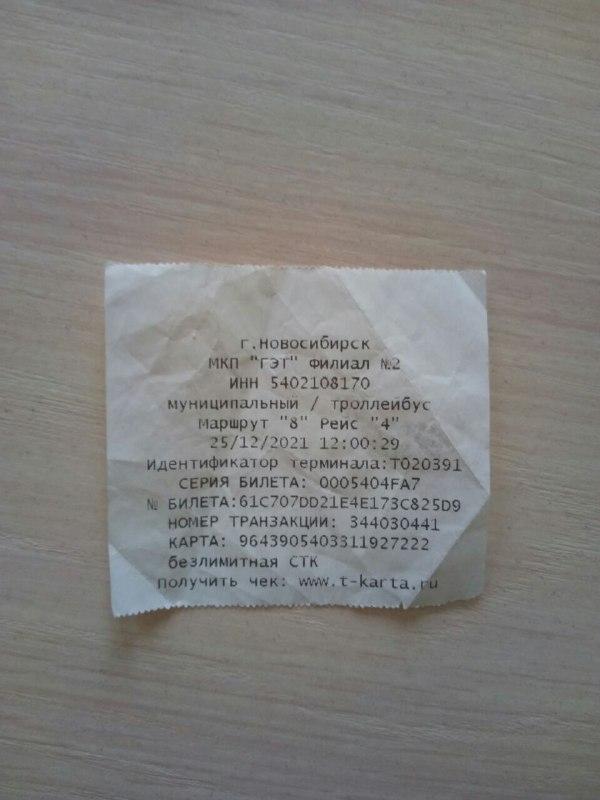 г.Новосибирск
МКП "ГЭТ" Филиал №2
ИНН 5402108170
муниципальный / троллейбус
Маршрут "8" Рейс "4"
25/12/2021 12:00:29
Идентификатор терминала:T020391
СЕРИЯ БИЛЕТА: 0005404FA7
№ БИЛЕТА:61C707DD21E4E173C825D9
НОМЕР ТРАНЗАКЦИИ: 344030441
КАРТА: 9643905403311927222
безлимитная СТК
Получить чек: www.t-karta.ru